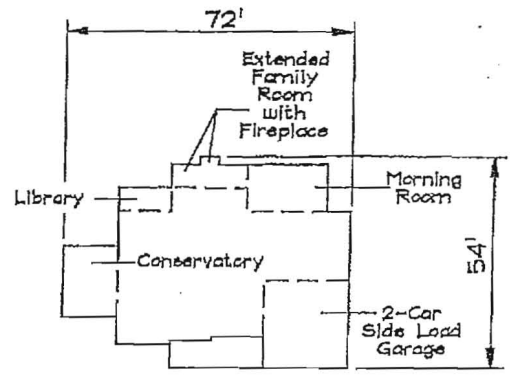 72'
Extended
Family
Room
with
Fireplace
Library
Morning
Room
Conservatory
54'
2-Car
Side Load
Garage